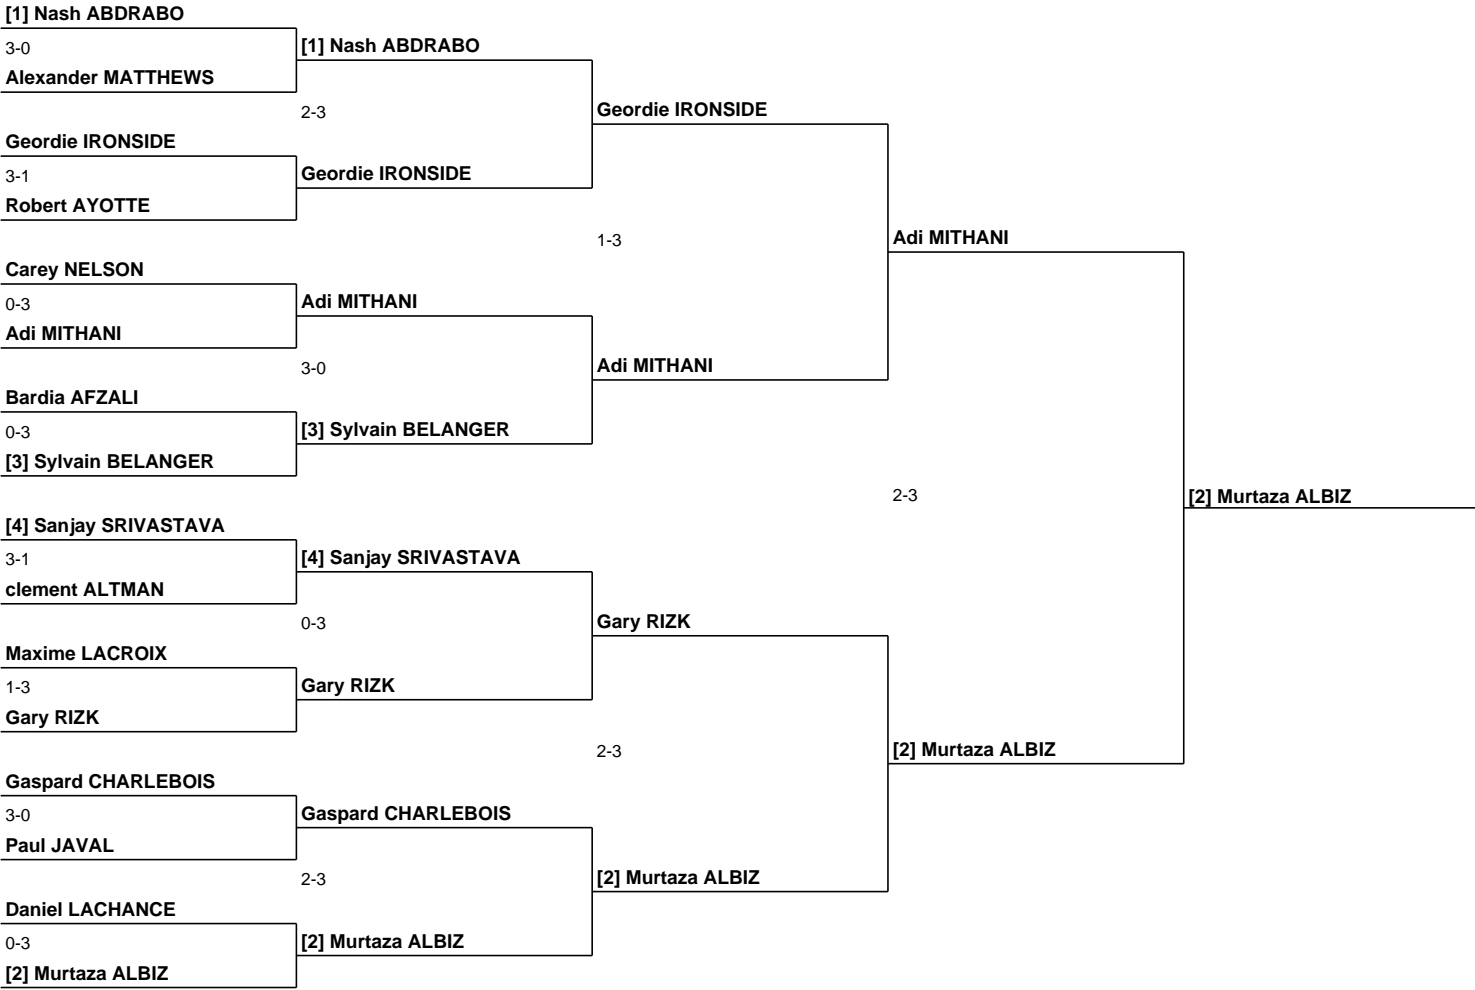 [1] Nash ABDRABO
3-0
Alexander MATTHEWS
Geordie IRONSIDE
3-1
Robert AYOTTE
Carey NELSON
0-3
Adi MITHANI
Bardia AFZALI
0-3
[3] Sylvain BELANGER
[4] Sanjay SRIVASTAVA
3-1
clement ALTMAN
Maxime LACROIX
1-3
Gary RIZK
Gaspard CHARLEBOIS
3-0
Paul JAVAL
Daniel LACHANCE
0-3
[2] Murtaza ALBIZ
[1] Nash ABDRABO
2-3
Geordie IRONSIDE
Adi MITHANI
3-0
[3] Sylvain BELANGER
[4] Sanjay SRIVASTAVA
0-3
Gary RIZK
Gaspard CHARLEBOIS
2-3
[2] Murtaza ALBIZ
Geordie IRONSIDE
1-3
Adi MITHANI
Gary RIZK
2-3
[2] Murtaza ALBIZ
Adi MITHANI
2-3
[2] Murtaza ALBIZ
[2] Murtaza ALBIZ